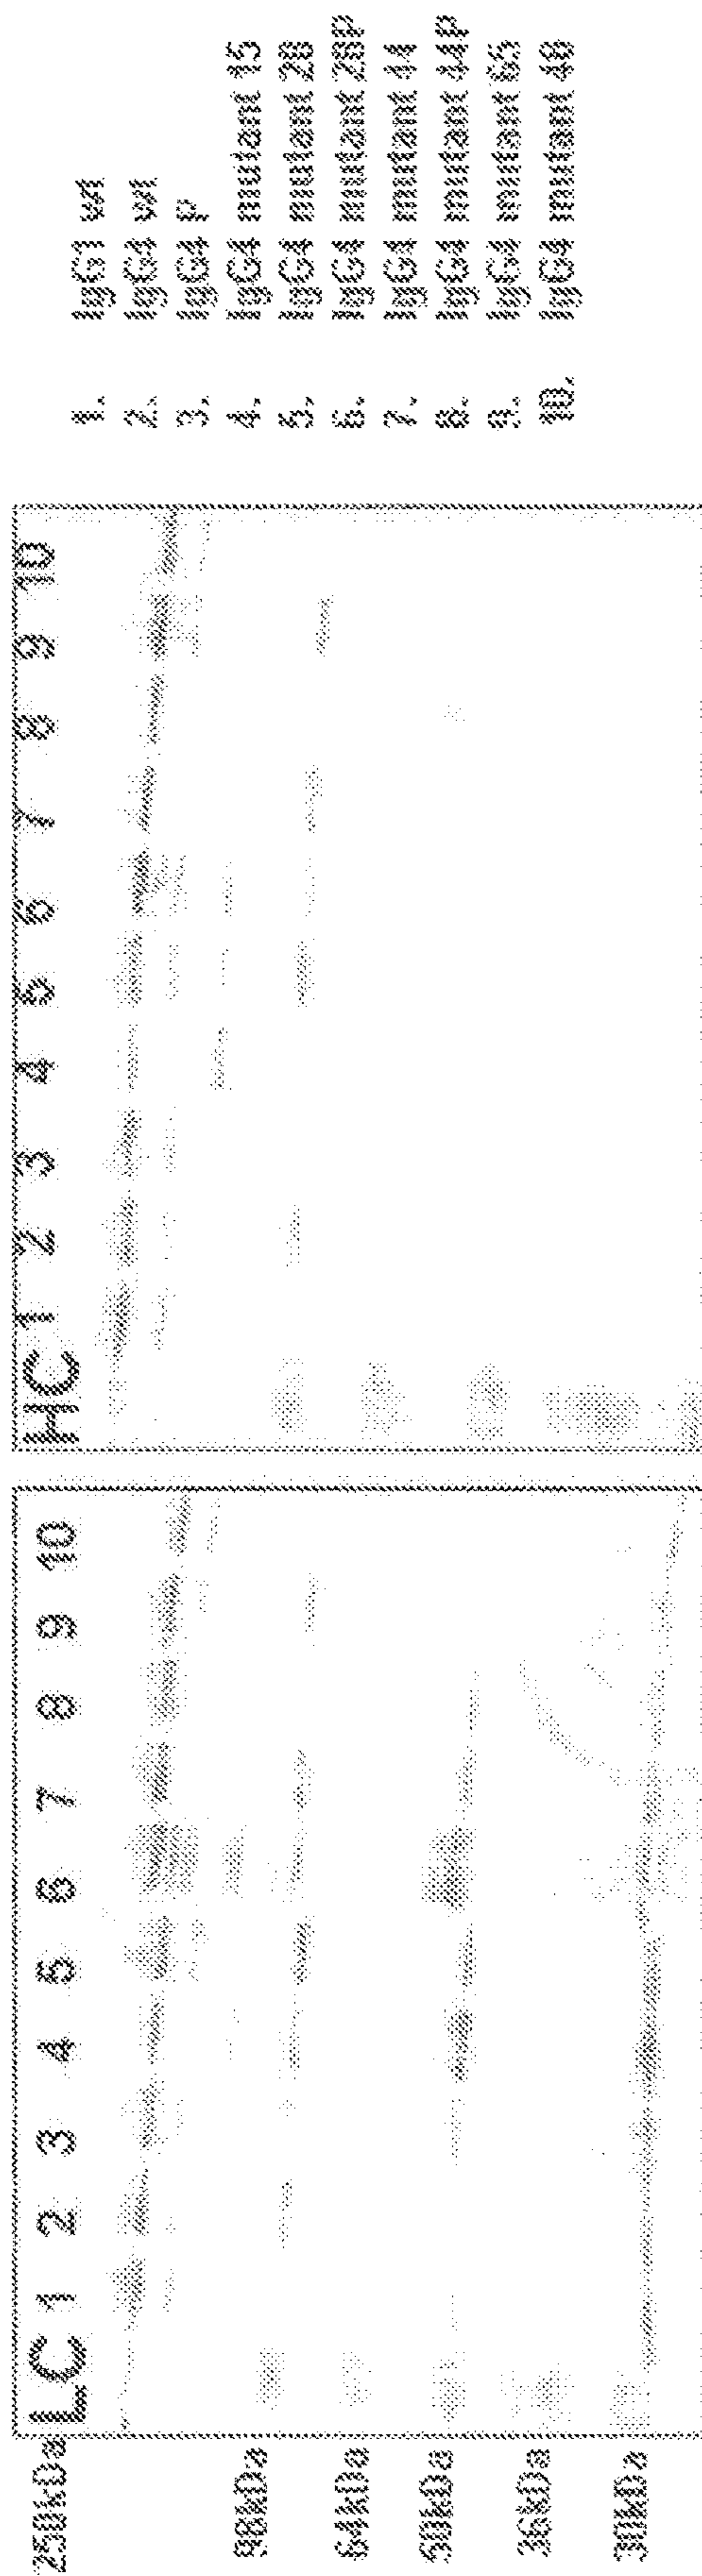 LC 1 2 3 4 5 6 7 8 9 10
HC 1 2 3 4 5 6 7 8 9 10
250kDa
98kDa
64kDa
50kDa
36kDa
30kDa
1. IgG1 wt
2. IgG4 wt
3. IgG4 P
4. IgG4 mutant 15
5. IgG4 mutant 28
6. IgG4 mutant 28P
7. IgG4 mutant 44
8. IgG4 mutant 44P
9. IgG4 mutant
10. IgG4 mutant